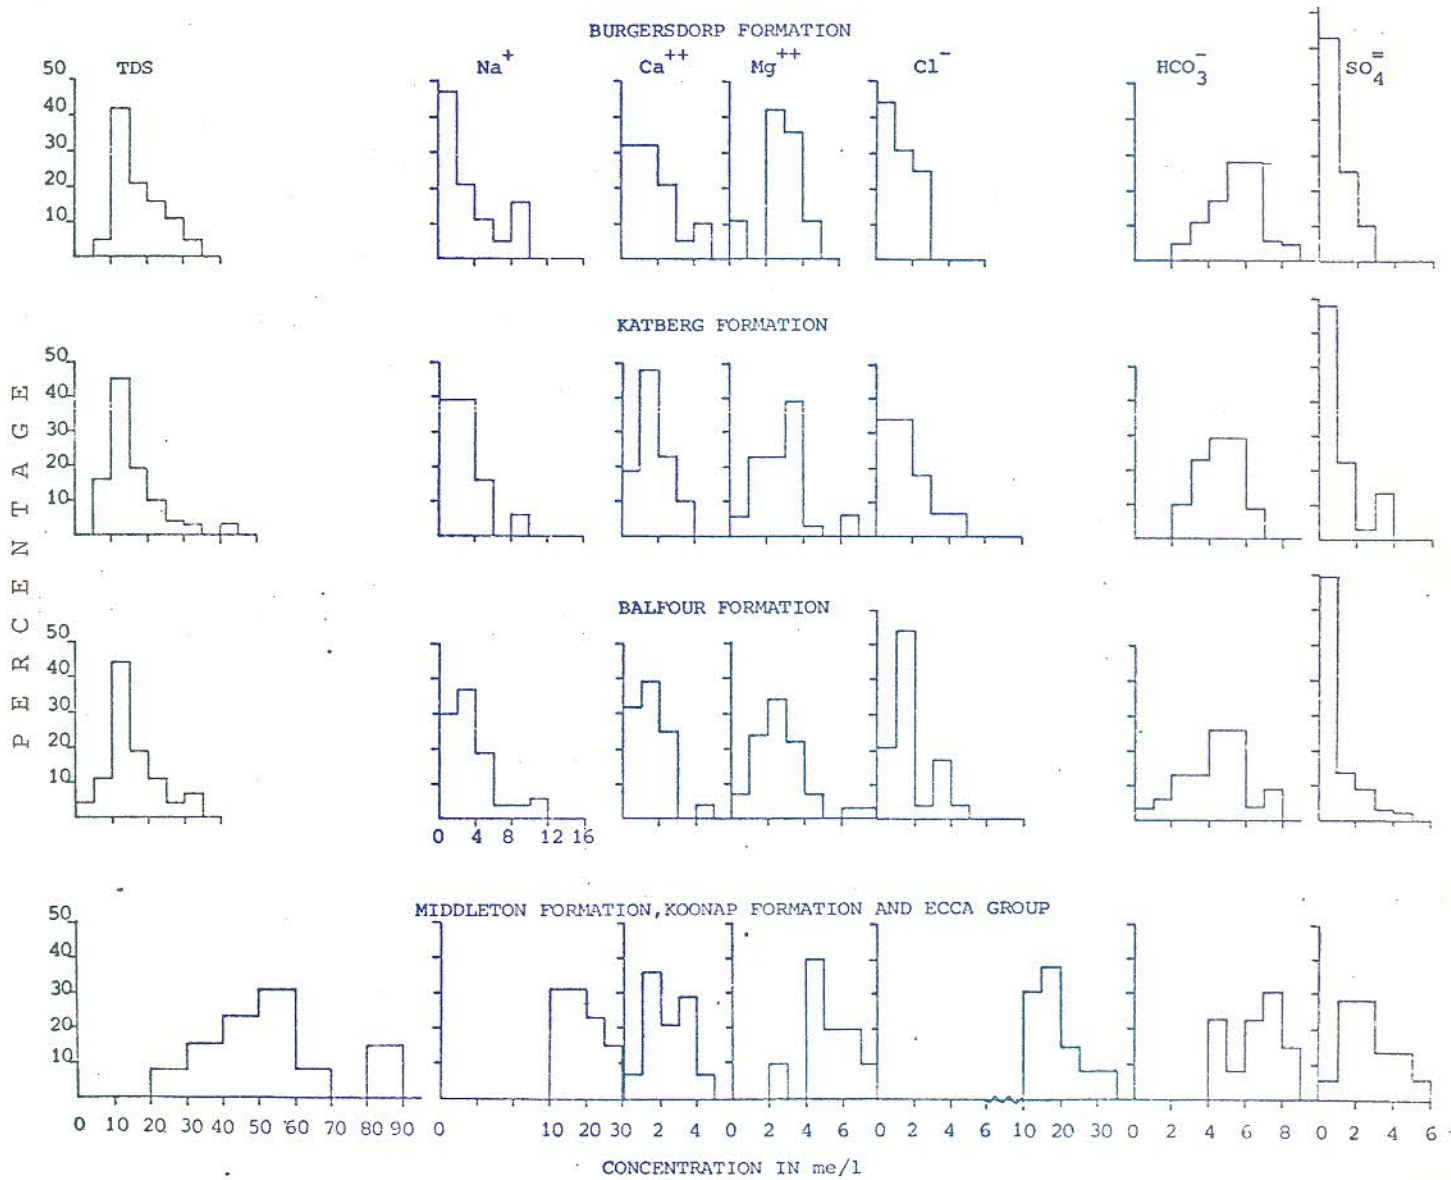 BURGERSDORP FORMATION
TDS Na+ Ca++ Mg++ Cl- HCO3- SO4=
50
40
30
20
10
KATBERG FORMATION
50
40
30
20
10
PERCENTAGE
BALFOUR FORMATION
50
40
30
20
10
0 4 8 12 16
MIDDLETON FORMATION,KOONAP FORMATION AND ECCA GROUP
50
40
30
20
10
0 10 20 30 40 50 60 70 80 90 0 10 20 30 2 4 0 2 4 6 0 2 4 6 10 20 30 0 2 4 6 8 0 2 4 6
CONCENTRATION IN me/l